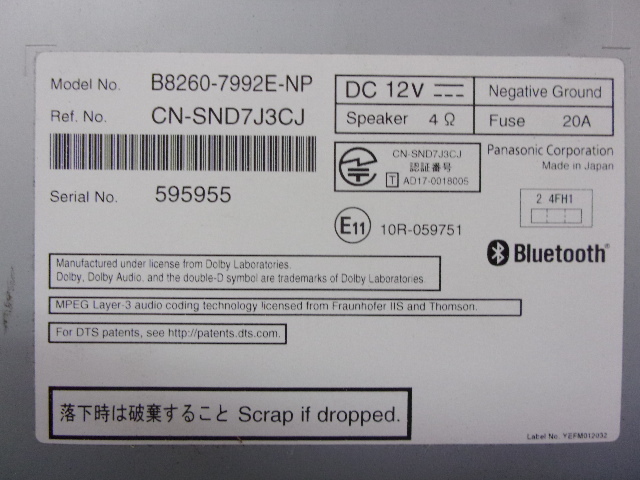 Model No. B8260-7992E-NP
Ref. No. CN-SND7J3CJ
Serial No. 595955
DC 12V Negative Ground
Speaker 4 Ω Fuse 20A
CN-SND7J3CJ
認証番号
T AD17-0018005
Panasonic Corporation
Made in Japan
2 4FH1
E11 10R-059751
Bluetooth®
Manufactured under license from Dolby Laboratories.
Dolby, Dolby Audio, and the double-D symbol are trademarks of Dolby Laboratories.
MPEG Layer-3 audio coding technology licensed from Fraunhofer IIS and Thomson.
For DTS patents, see http://patents.dts.com.
落下時は破棄すること Scrap if dropped.
Label No. YEFM012032